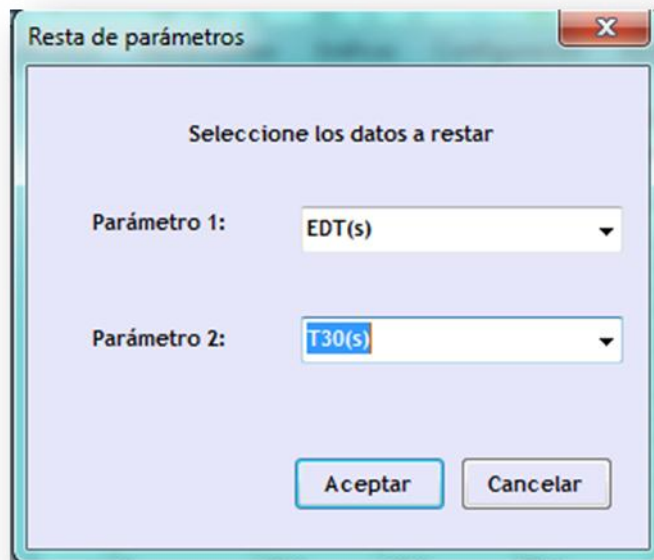 Resta de parámetros
Seleccione los datos a restar
Parámetro 1:
EDT(s)
Parámetro 2:
T30(s)
Aceptar
Cancelar